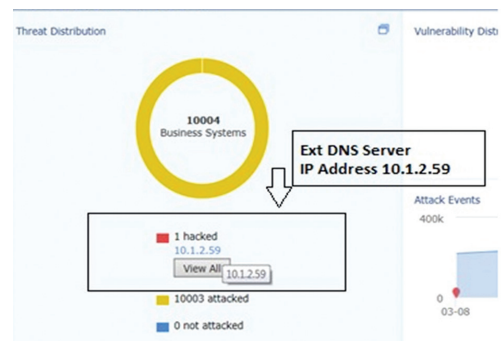 Threat Distribution
Vulnerability Dist
10004
Business Systems
Ext DNS Server
IP Address 10.1.2.59
Attack Events
400k
1 hacked
10.1.2.59
View All
10.1.2.59
10003 attacked
0 not attacked
0
03-08